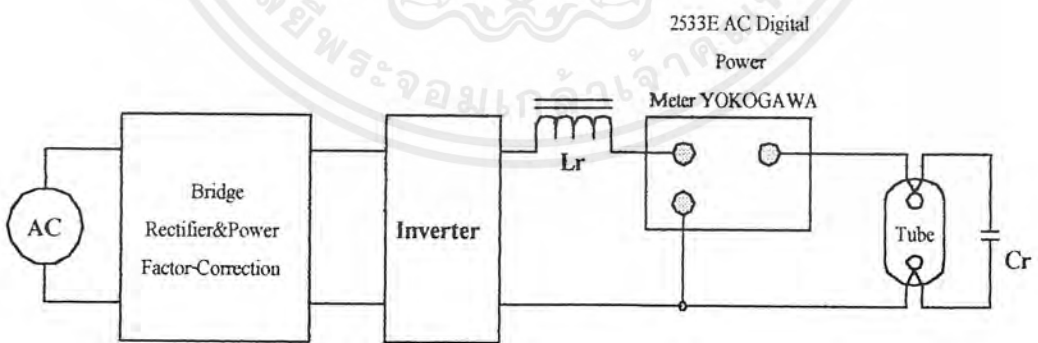 2533E AC Digital
Power
Meter YOKOGAWA
Lr
AC
Bridge
Rectifier&Power
Factor-Correction
Inverter
Tube
Cr